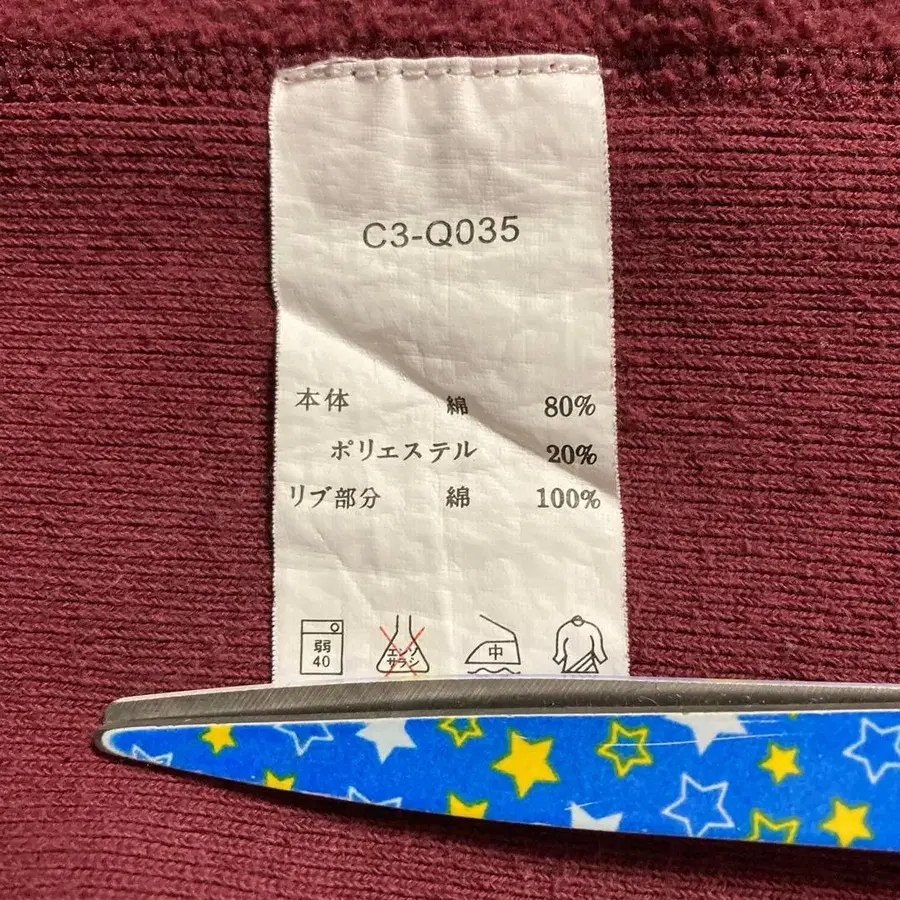 C3-Q035
本体 綿 80%
ポリエステル 20%
リブ部分 綿 100%
弱 エンソ 中
40 サラシ